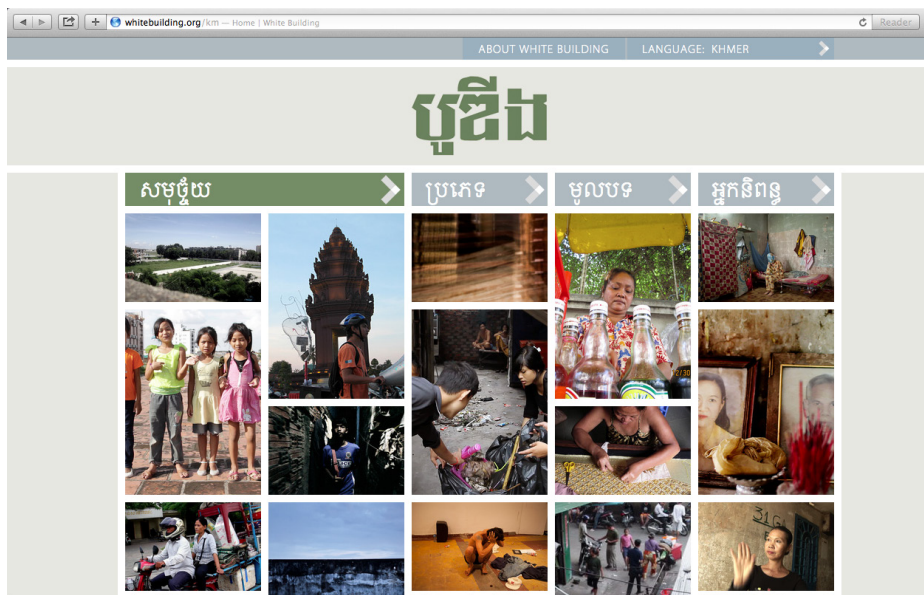 whitebuilding.org/km — Home | White Building
Reader
ABOUT WHITE BUILDING
LANGUAGE: KHMER
បូឌីង
សមុច្ច័យ
ប្រភេទ
មូលបទ
អ្នកនិពន្ធ
31G